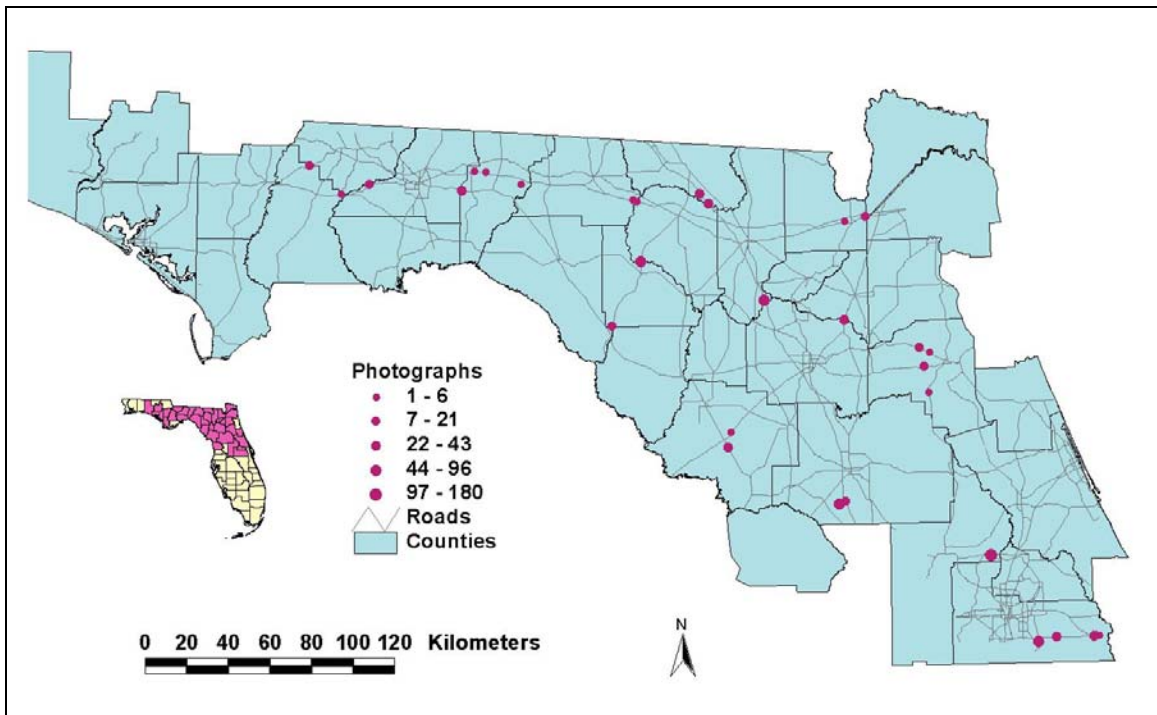 Photographs
1 - 6
7 - 21
22 - 43
44 - 96
97 - 180
Roads
Counties
0 20 40 60 80 100 120 Kilometers
N